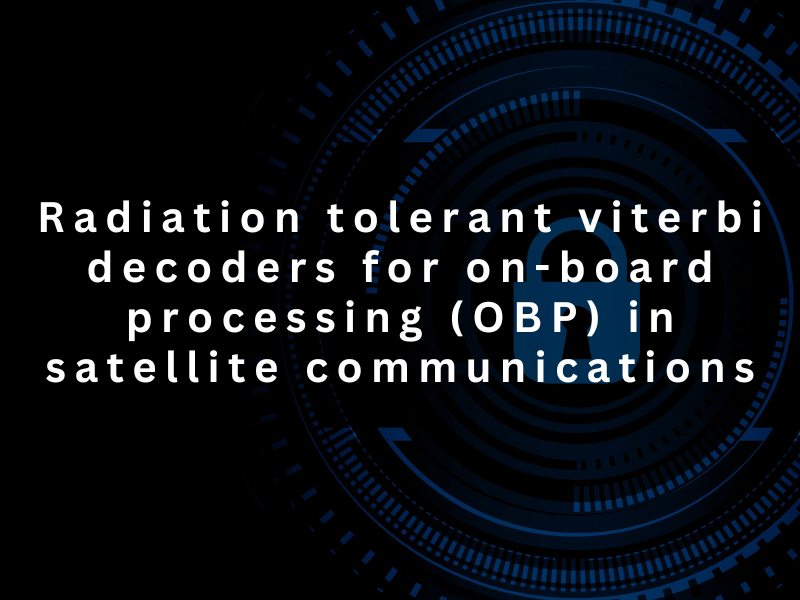 Radiation tolerant viterbi
decoders for on-board
processing (OBP) in
satellite communications